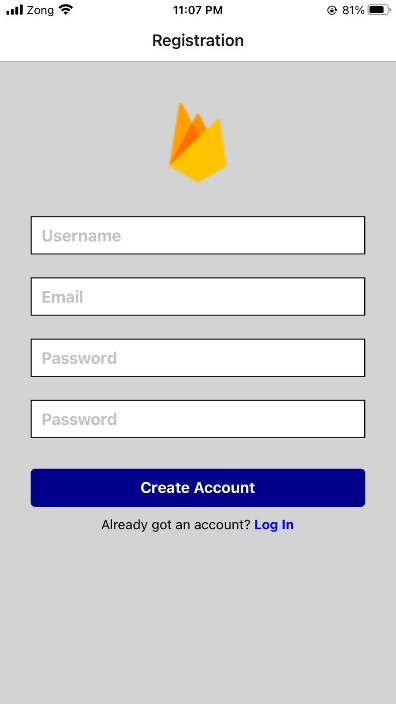 Zong 11:07 PM 81%
Registration
Username
Email
Password
Password
Create Account
Already got an account? Log In